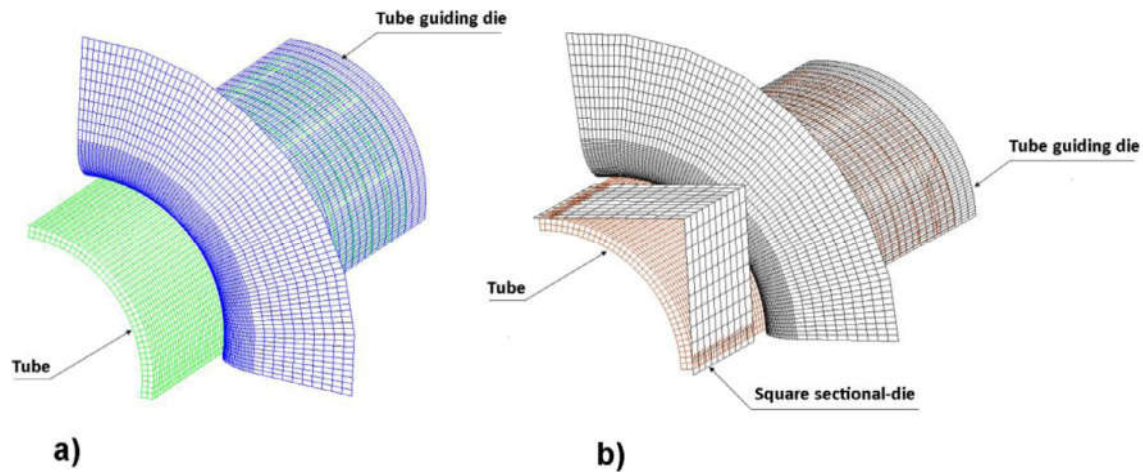 Tube guiding die
Tube
a)
Tube guiding die
Tube
Square sectional-die
b)